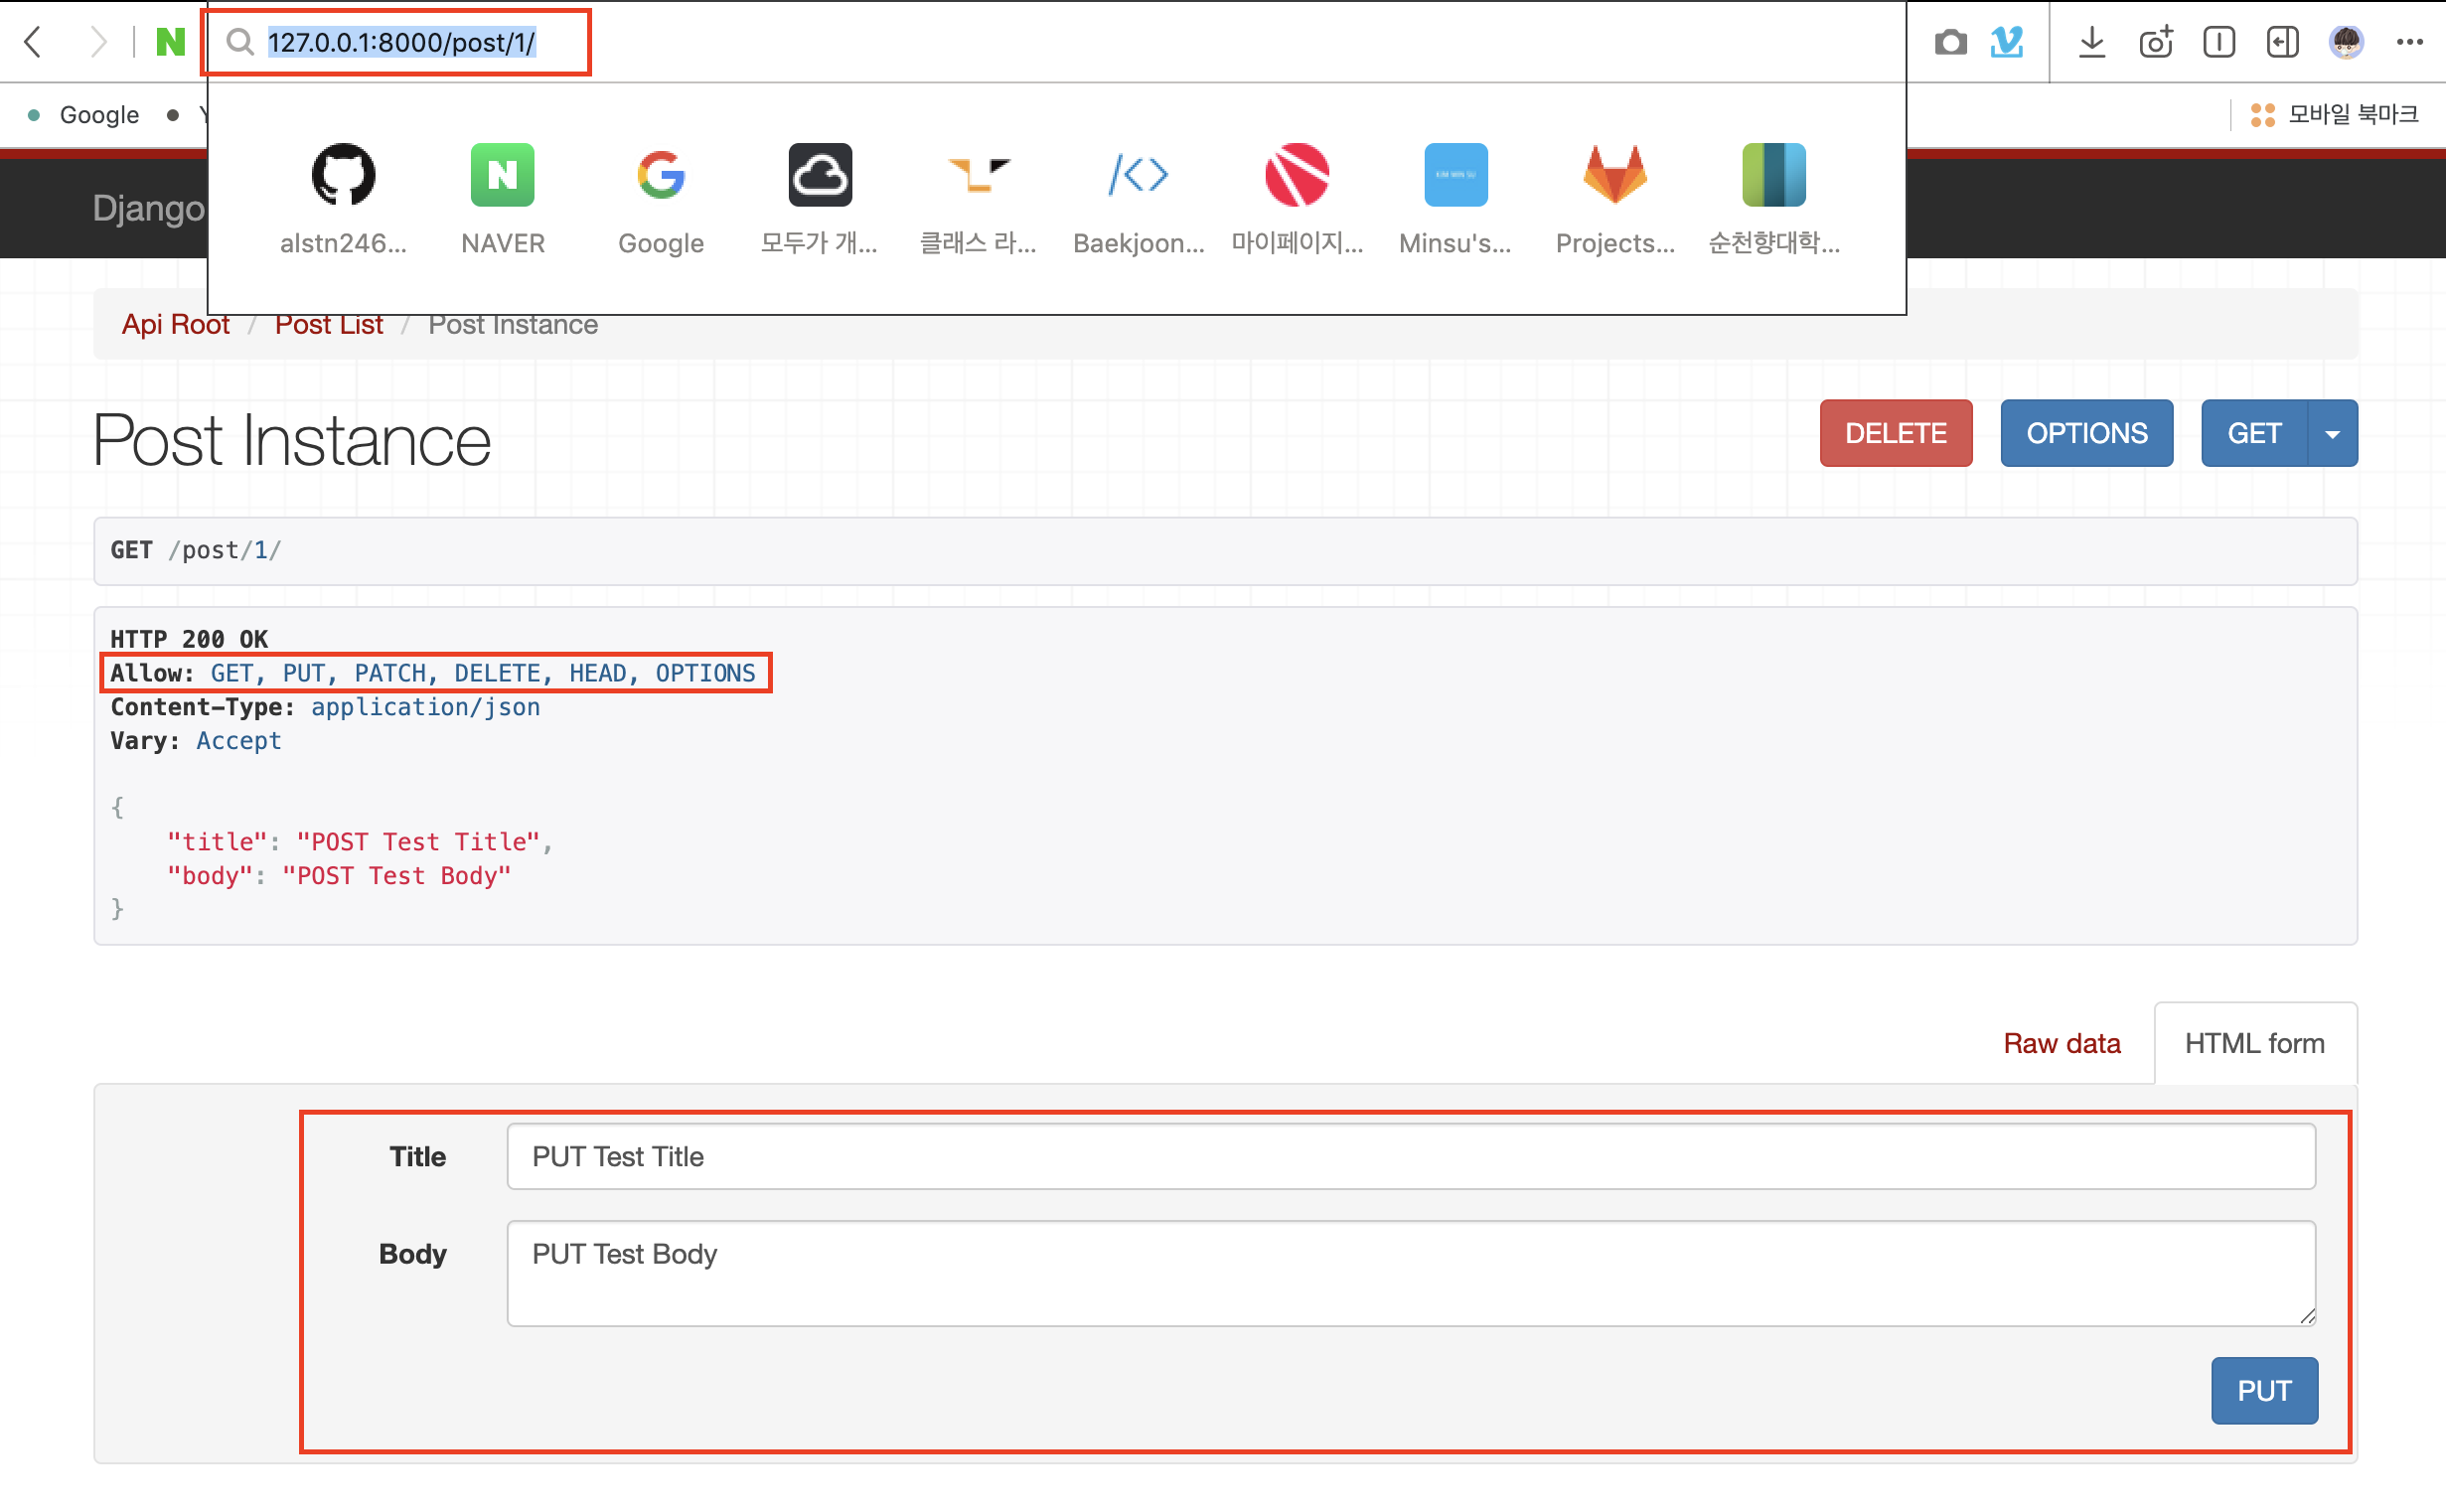 127.0.0.1:8000/post/1/
Google
모바일 북마크
alstn246...
NAVER
Google
모두가 개...
클래스 라...
Baekjoon...
마이페이지...
Minsu's...
Projects...
순천향대학...
Django
Api Root / Post List / Post Instance
Post Instance
DELETE
OPTIONS
GET
GET /post/1/
HTTP 200 OK
Allow: GET, PUT, PATCH, DELETE, HEAD, OPTIONS
Content-Type: application/json
Vary: Accept
{
"title": "POST Test Title",
"body": "POST Test Body"
}
Raw data
HTML form
Title
PUT Test Title
Body
PUT Test Body
PUT